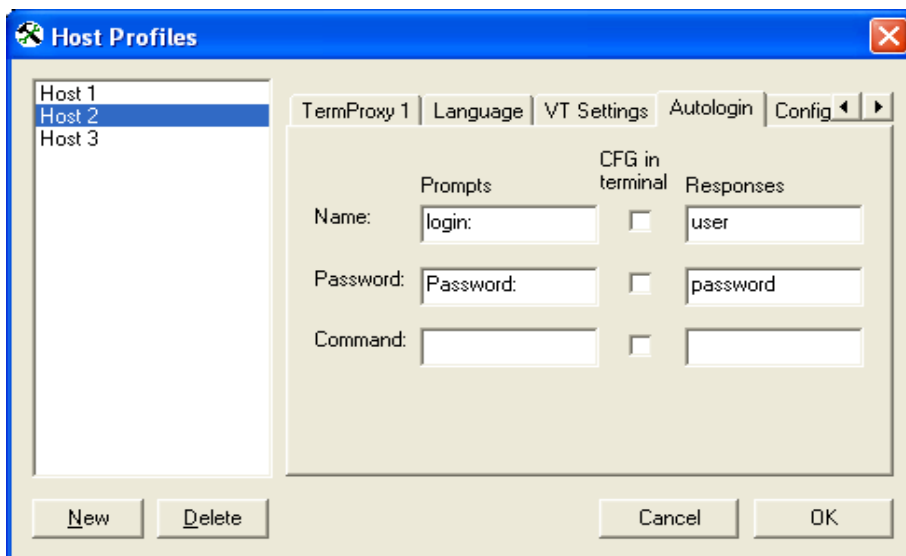 Host Profiles
Host 1
Host 2
Host 3
TermProxy 1 Language VT Settings Autologin Config
CFG in
Prompts terminal Responses
Name: login: user
Password: Password: password
Command:
New Delete Cancel OK